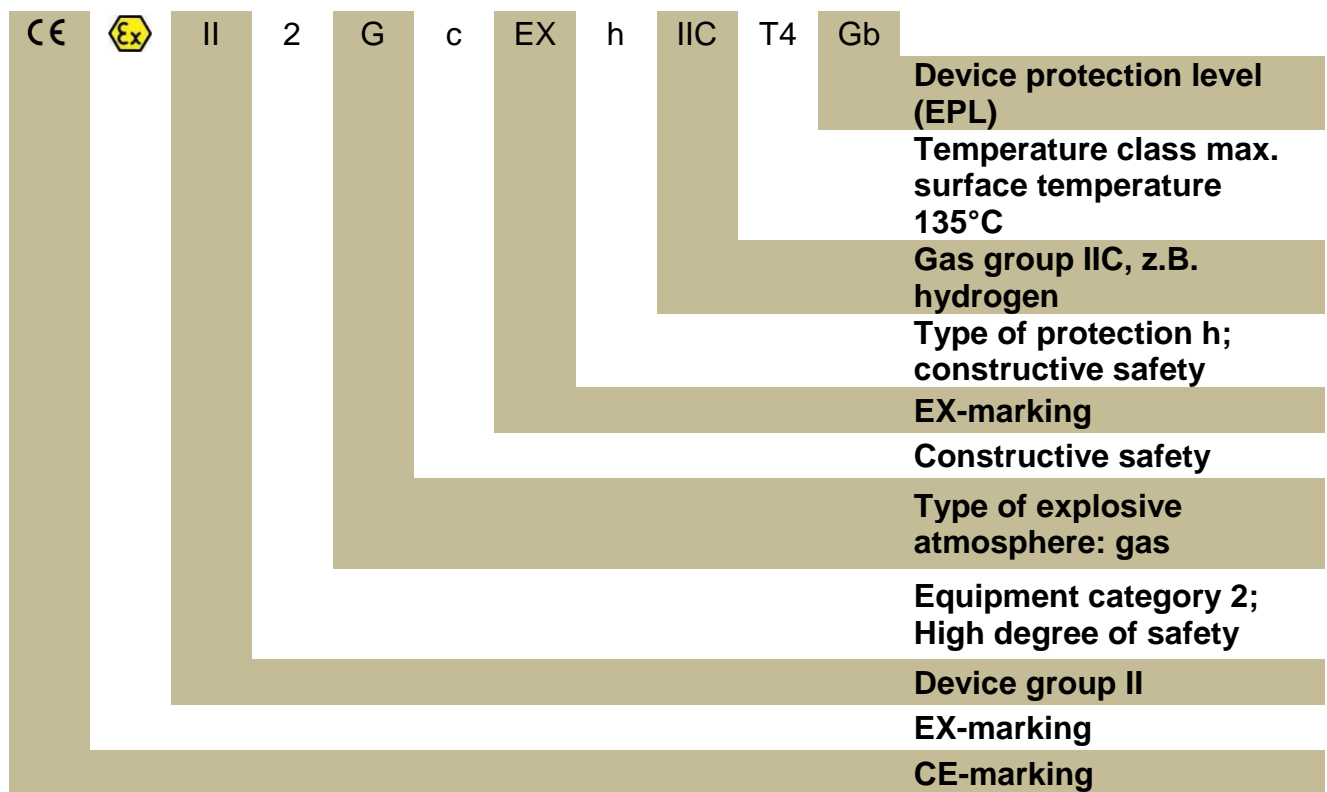 CE Ex II 2 G c EX h IIC T4 Gb
Device protection level
(EPL)
Temperature class max.
surface temperature
135°C
Gas group IIC, z.B.
hydrogen
Type of protection h;
constructive safety
EX-marking
Constructive safety
Type of explosive
atmosphere: gas
Equipment category 2;
High degree of safety
Device group II
EX-marking
CE-marking